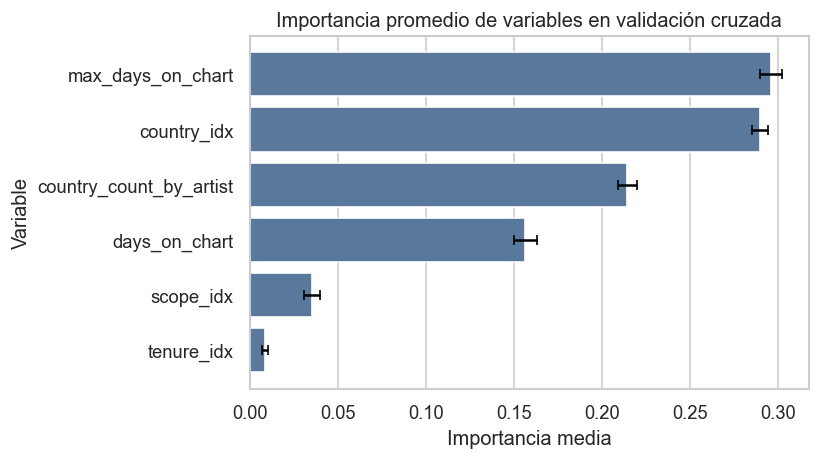 Importancia promedio de variables en validación cruzada
max_days_on_chart
country_idx
country_count_by_artist
days_on_chart
scope_idx
tenure_idx
Variable
0.00 0.05 0.10 0.15 0.20 0.25 0.30
Importancia media